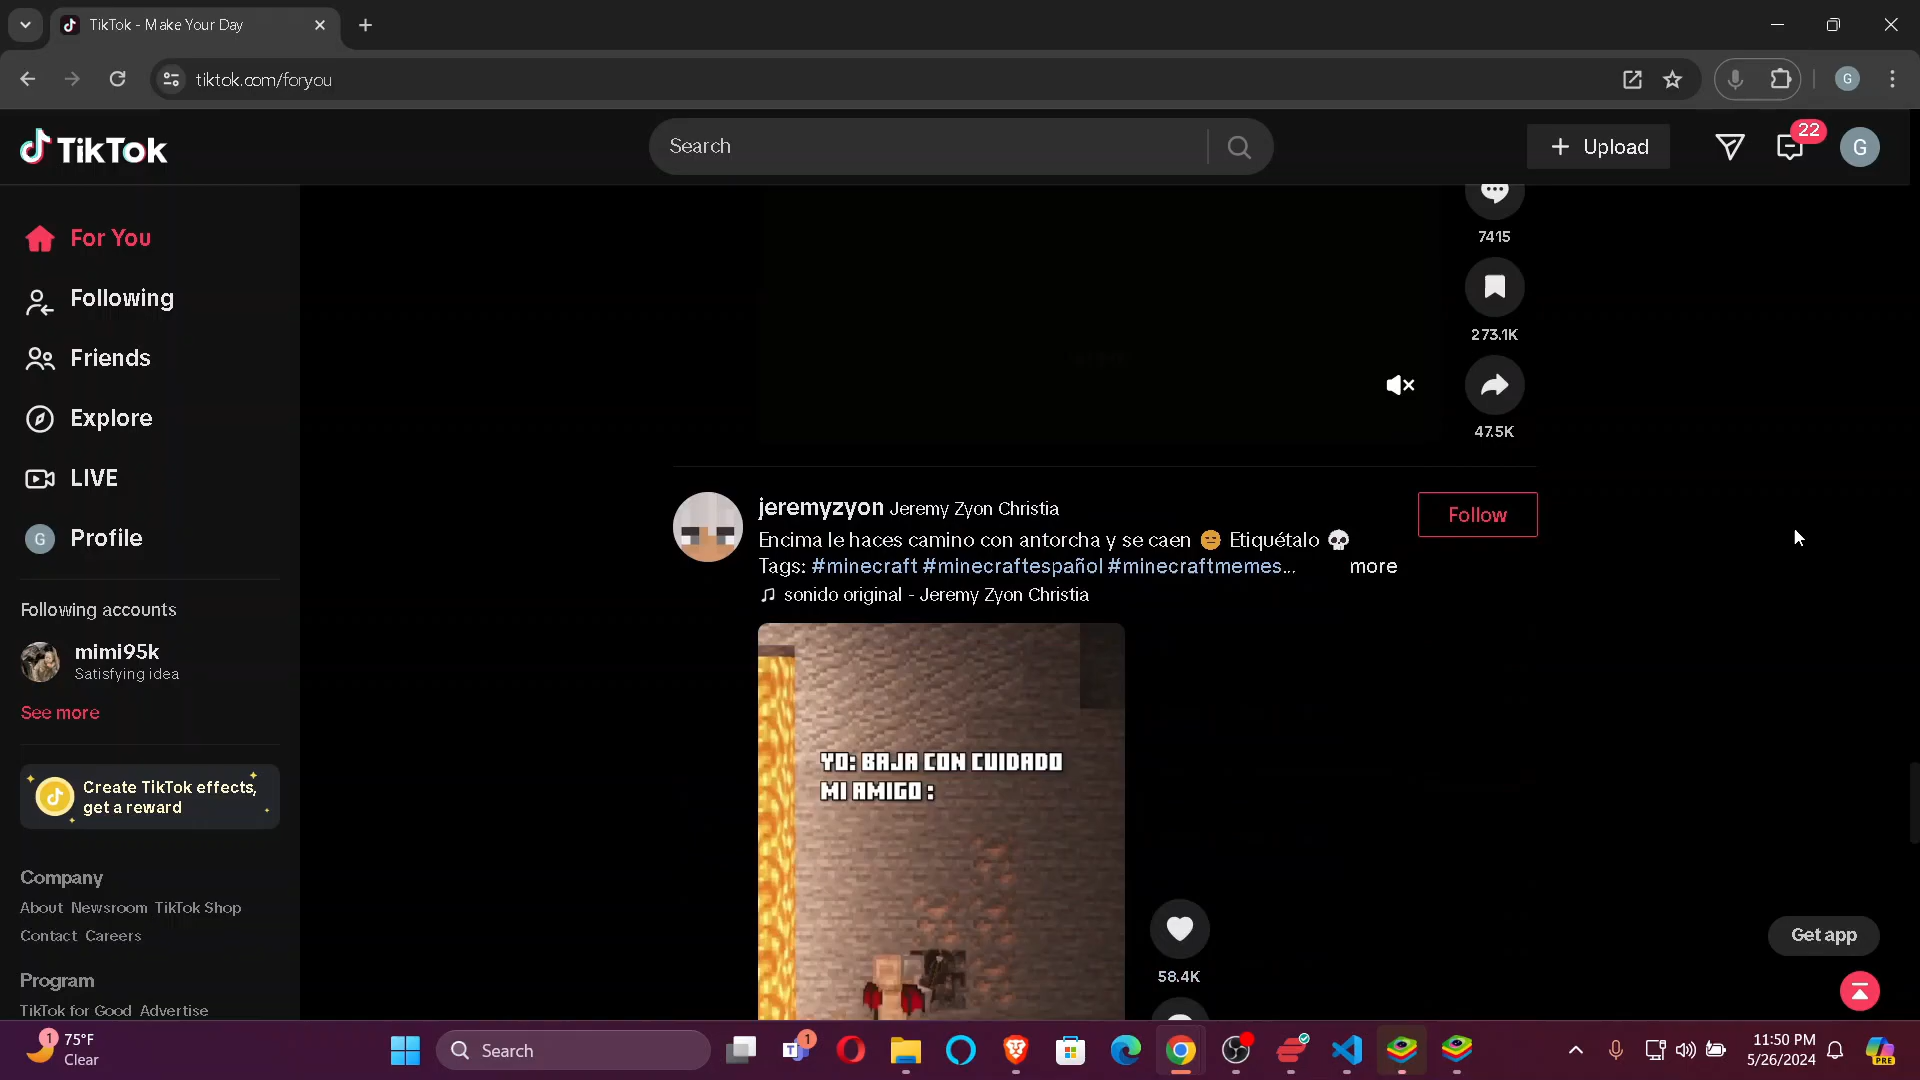 TikTok - Make Your Day
tiktok.com/foryou
G
TikTok
Search
Upload
22
G
For You
Following
Friends
Explore
LIVE
G Profile
Following accounts
mimi95k
Satisfying idea
See more
Create TikTok effects,
get a reward
Company
About Newsroom TikTok Shop
Contact Careers
Program
TikTok for Good Advertise
7415
273.1K
47.5K
jeremyzyon Jeremy Zyon Christia
Follow
Encima le haces camino con antorcha y se caen 😑 Etiquétalo 💀
Tags: #minecraft #minecraftespañol #minecraftmemes... more
sonido original - Jeremy Zyon Christia
YO: BAJA CON CUIDADO
MI AMIGO :
58.4K
Get app
1
75°F
Clear
Search
1
11:50 PM
5/26/2024
PRE